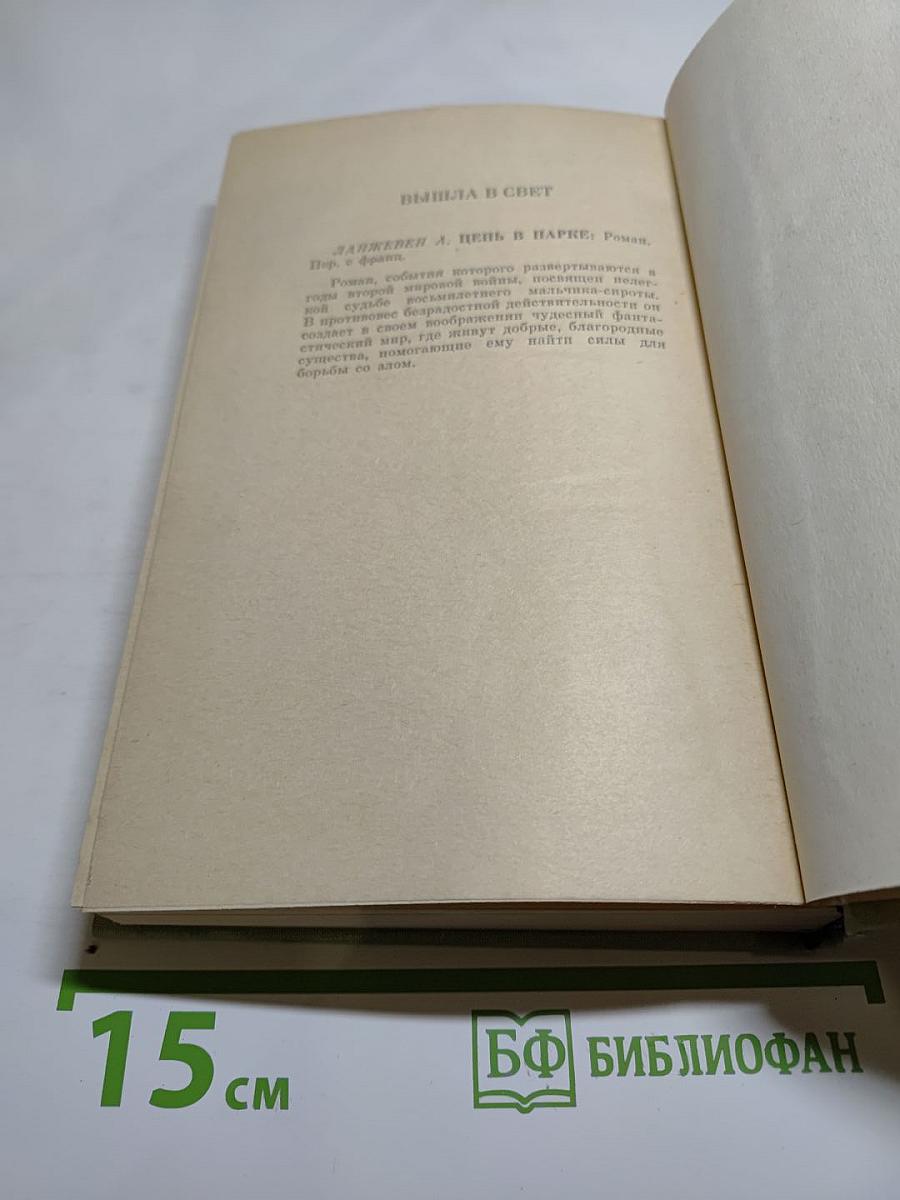 ВЫШЛА В СВЕТ
ЛАНЖЕВЕН А. ЦЕПЬ В ПАРКЕ: Роман.
Пер. с франц.
Роман, события которого развертываются в
годы второй мировой войны, посвящен нелег-
кой судьбе восьмилетнего мальчика-сироты.
В противовес безрадостной действительности он
создает в своем воображении чудесный фанта-
стический мир, где живут добрые, благородные
существа, помогающие ему найти силы для
борьбы со злом.
15 см
БФ БИБЛИОФАН